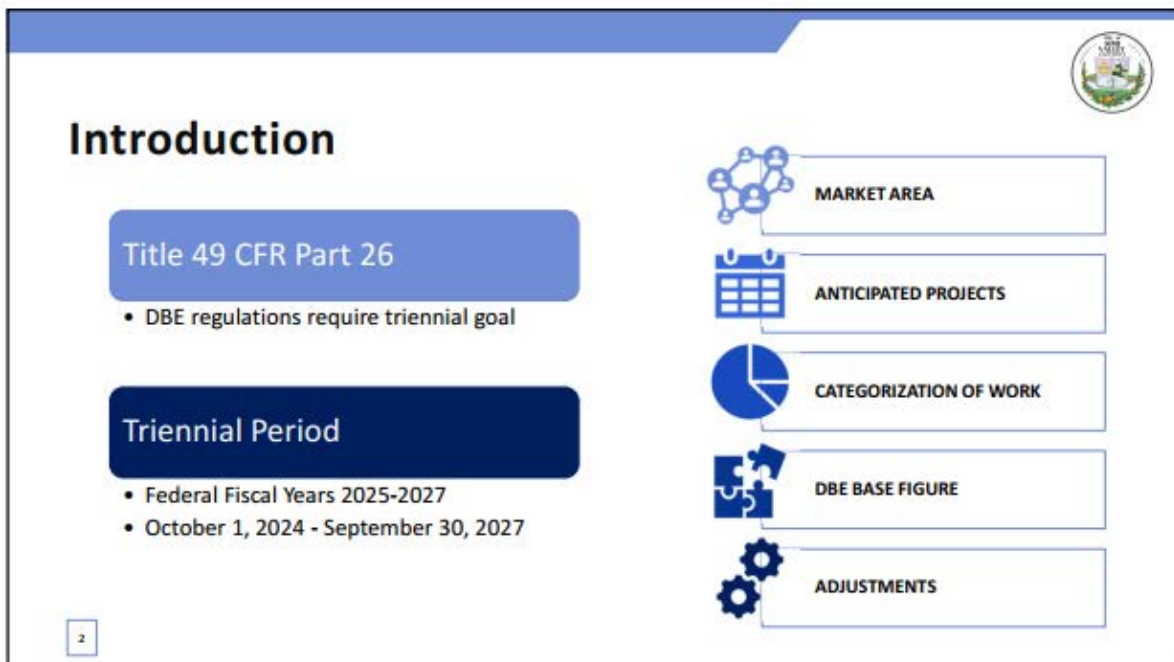 Introduction
Title 49 CFR Part 26
• DBE regulations require triennial goal
Triennial Period
• Federal Fiscal Years 2025-2027
• October 1, 2024 - September 30, 2027
MARKET AREA
ANTICIPATED PROJECTS
CATEGORIZATION OF WORK
DBE BASE FIGURE
ADJUSTMENTS
2